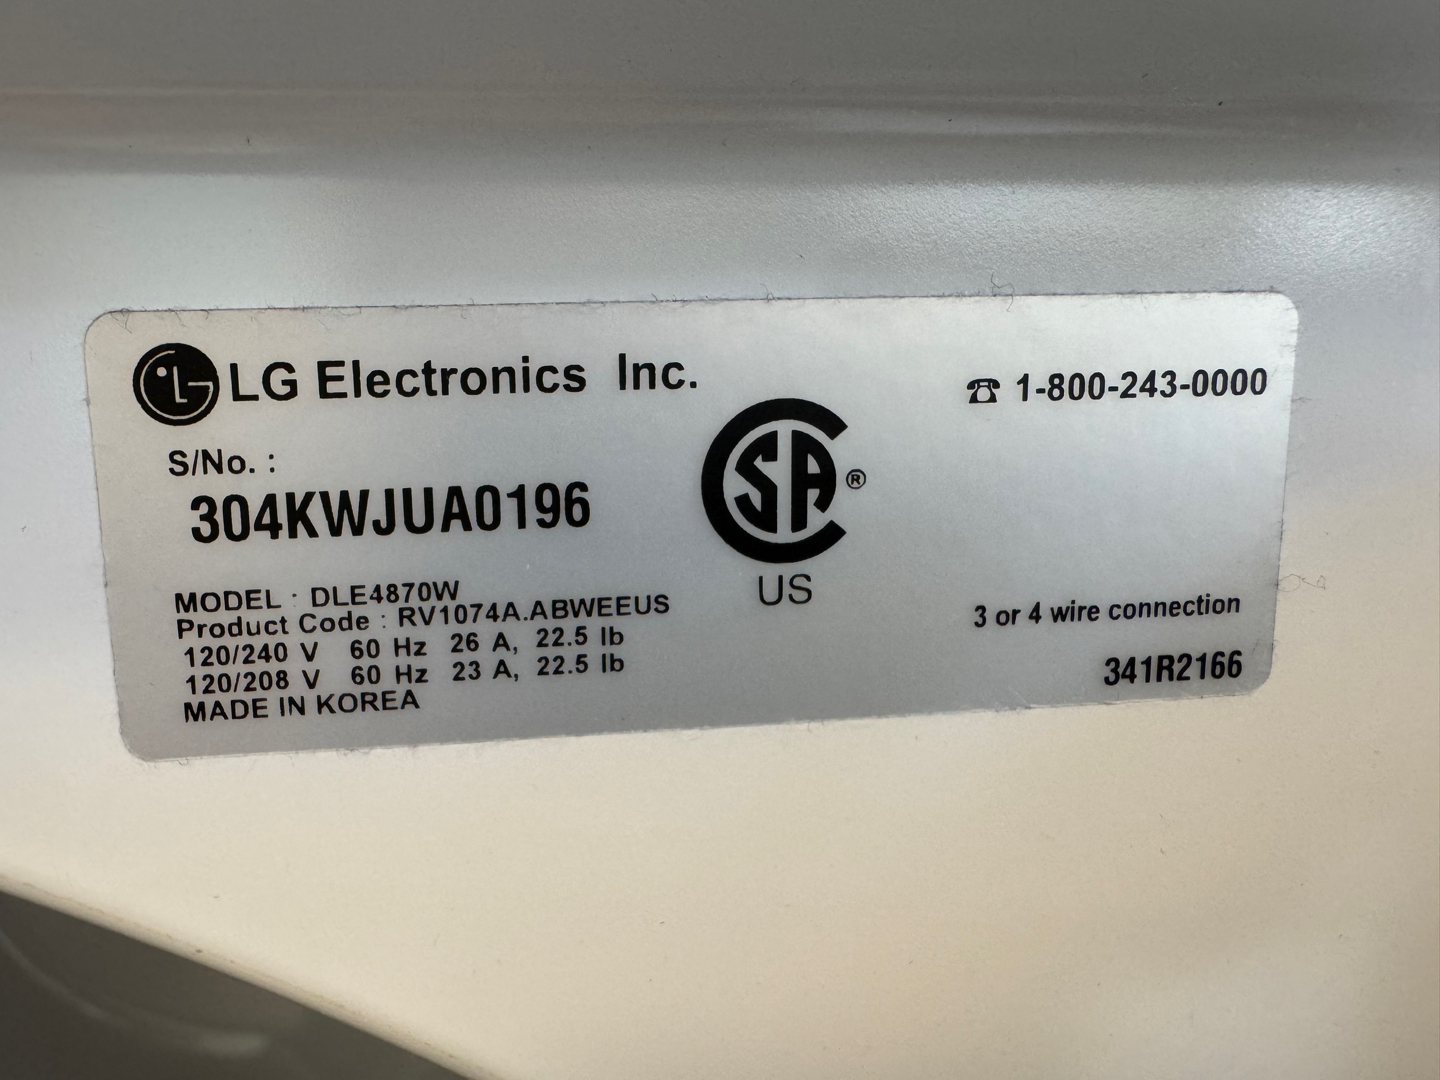 LG Electronics Inc.
☎ 1-800-243-0000
S/No. :
304KWJUA0196
SA®
US
MODEL : DLE4870W
Product Code : RV1074A.ABWEEUS
120/240 V 60 Hz 26 A, 22.5 lb
120/208 V 60 Hz 23 A, 22.5 lb
MADE IN KOREA
3 or 4 wire connection
341R2166